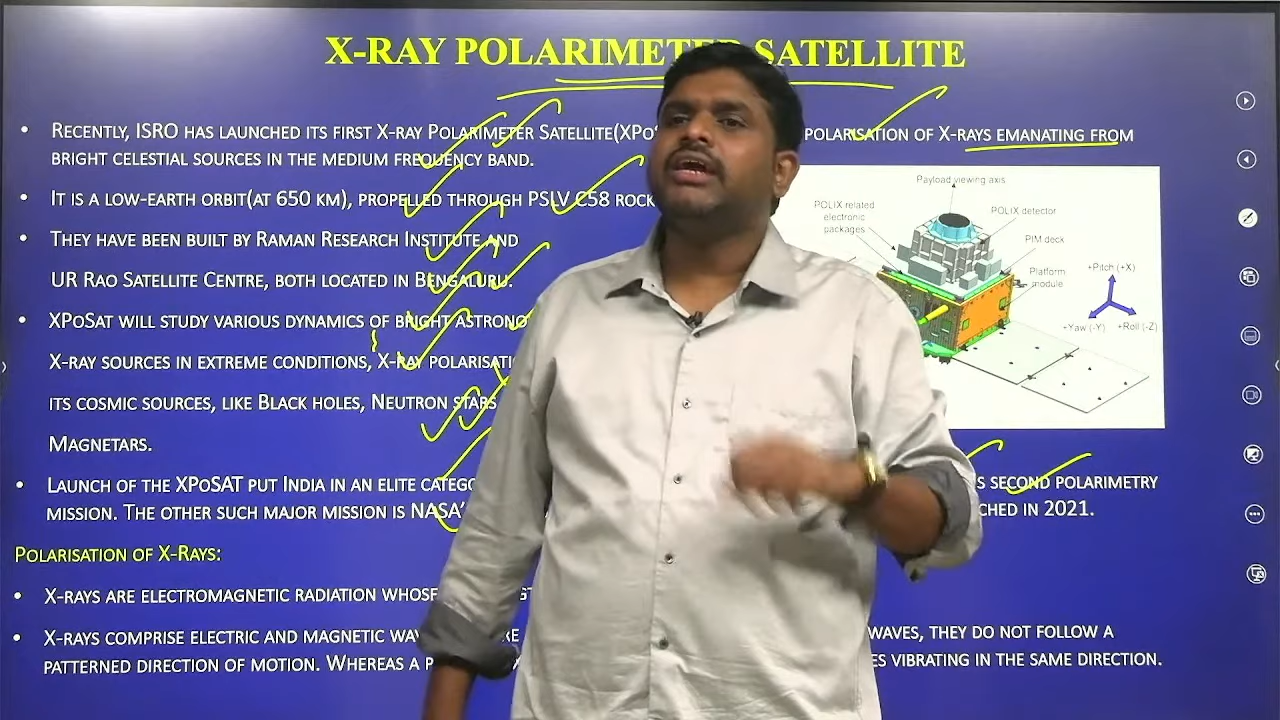 X-RAY POLARIMETER SATELLITE
• RECENTLY, ISRO HAS LAUNCHED ITS FIRST X-RAY POLARIMETER SATELLITE(XPO POLARISATION OF X-RAYS EMANATING FROM
BRIGHT CELESTIAL SOURCES IN THE MEDIUM FREQUENCY BAND.
• IT IS A LOW-EARTH ORBIT(AT 650 KM), PROPELLED THROUGH PSLV C58 ROCK
• THEY HAVE BEEN BUILT BY RAMAN RESEARCH INSTITUTE AND
UR RAO SATELLITE CENTRE, BOTH LOCATED IN BENGALURU.
• XPOSAT WILL STUDY VARIOUS DYNAMICS OF BRIGHT ASTRONO
X-RAY SOURCES IN EXTREME CONDITIONS, X-RAY POLARISATI
ITS COSMIC SOURCES, LIKE BLACK HOLES, NEUTRON STARS
MAGNETARS.
Payload viewing axis
POLIX related
electronic
packages
POLIX detector
PIM deck
Platform
module
+Pitch (+X)
+Yaw (-Y)
+Roll (-Z)
• LAUNCH OF THE XPOSAT PUT INDIA IN AN ELITE CATEGO S SECOND POLARIMETRY
MISSION. THE OTHER SUCH MAJOR MISSION IS NASA' CHED IN 2021.
POLARISATION OF X-RAYS:
• X-RAYS ARE ELECTROMAGNETIC RADIATION WHOSE
• X-RAYS COMPRISE ELECTRIC AND MAGNETIC WAV WAVES, THEY DO NOT FOLLOW A
PATTERNED DIRECTION OF MOTION. WHEREAS A P ES VIBRATING IN THE SAME DIRECTION.